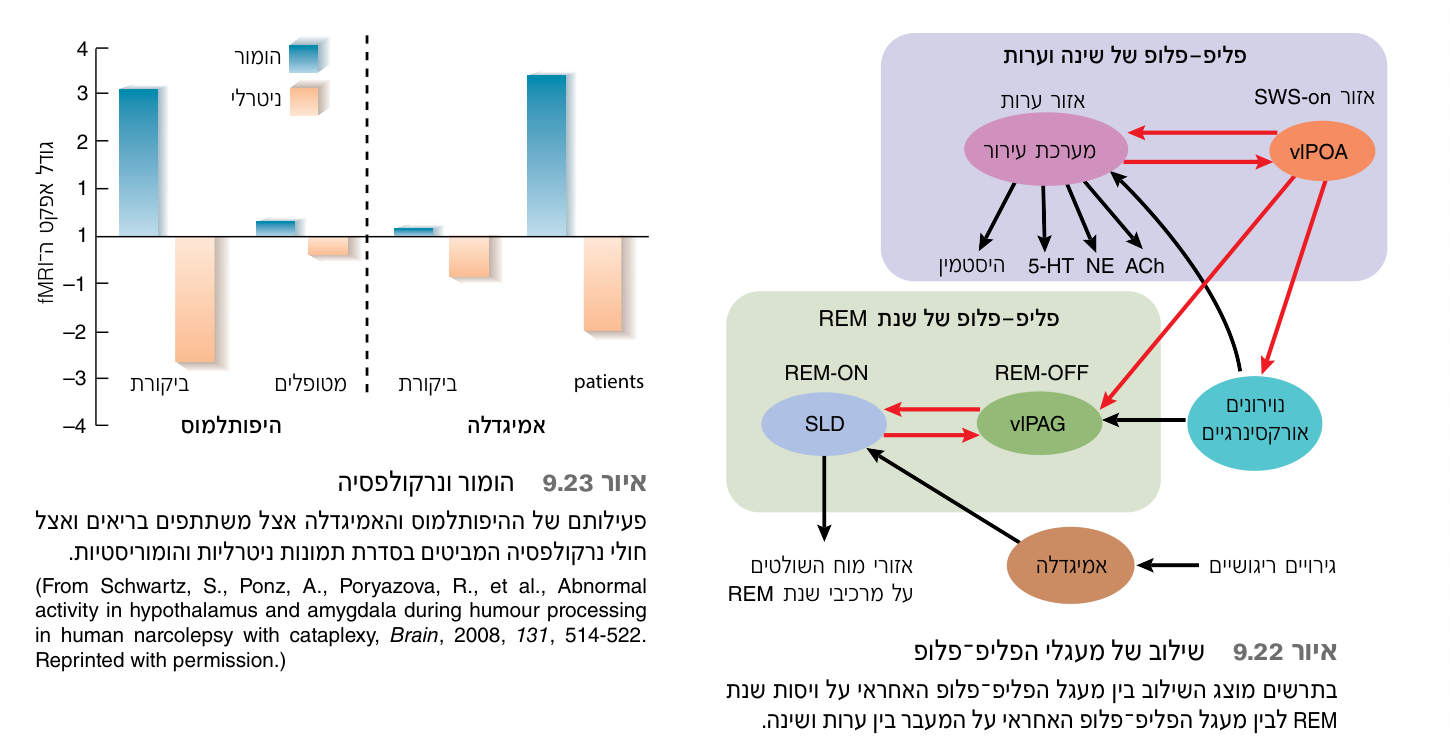 פליפ-פלופ של שינה וערות
אזור SWS-on
אזור ערות
vlPOA
מערכת עירור
היסטמין
5-HT
NE
ACh
פליפ-פלופ של שנת REM
REM-ON
REM-OFF
SLD
vlPAG
נוירונים
אורקסינרגיים
אמיגדלה
גירויים ריגושיים
אזורי מוח השולטים
על מרכיבי שנת REM
איור 9.22 שילוב של מעגלי הפליפ־פלופ
בתרשים מוצג השילוב בין מעגל הפליפ־פלופ האחראי על ויסות שנת
REM לבין מעגל הפליפ־פלופ האחראי על המעבר בין ערות ושינה.
הומור
ניטרלי
גודל אפקט ה־fMRI
4
3
2
1
1
–1
–2
–3
–4
ביקורת
מטופלים
ביקורת
patients
היפותלמוס
אמיגדלה
איור 9.23 הומור ונרקולפסיה
פעילותם של ההיפותלמוס והאמיגדלה אצל משתתפים בריאים ואצל
חולי נרקולפסיה המביטים בסדרת תמונות ניטרליות והומוריסטיות.
(From Schwartz, S., Ponz, A., Poryazova, R., et al., Abnormal
activity in hypothalamus and amygdala during humour processing
in human narcolepsy with cataplexy, Brain, 2008, 131, 514-522.
Reprinted with permission.)